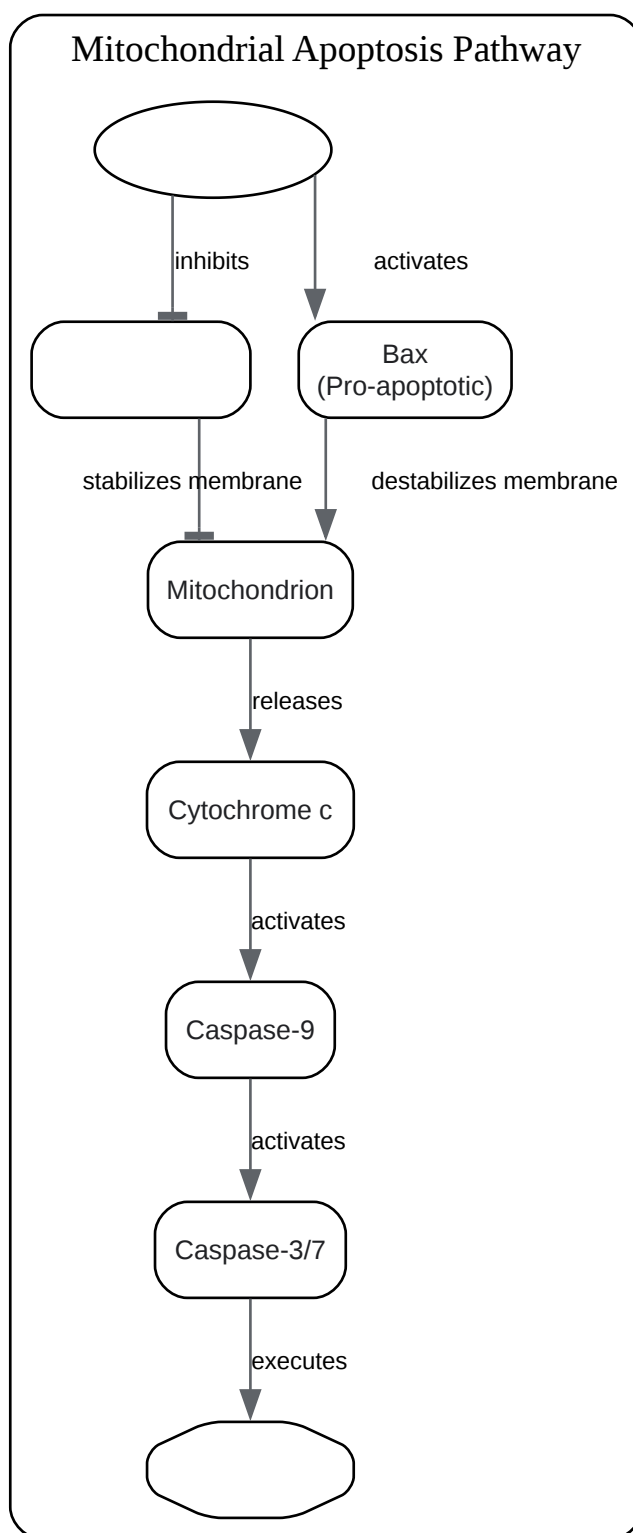 Mitochondrial Apoptosis Pathway
inhibits
activates
Bax
(Pro-apoptotic)
stabilizes membrane
destabilizes membrane
Mitochondrion
releases
Cytochrome c
activates
Caspase-9
activates
Caspase-3/7
executes